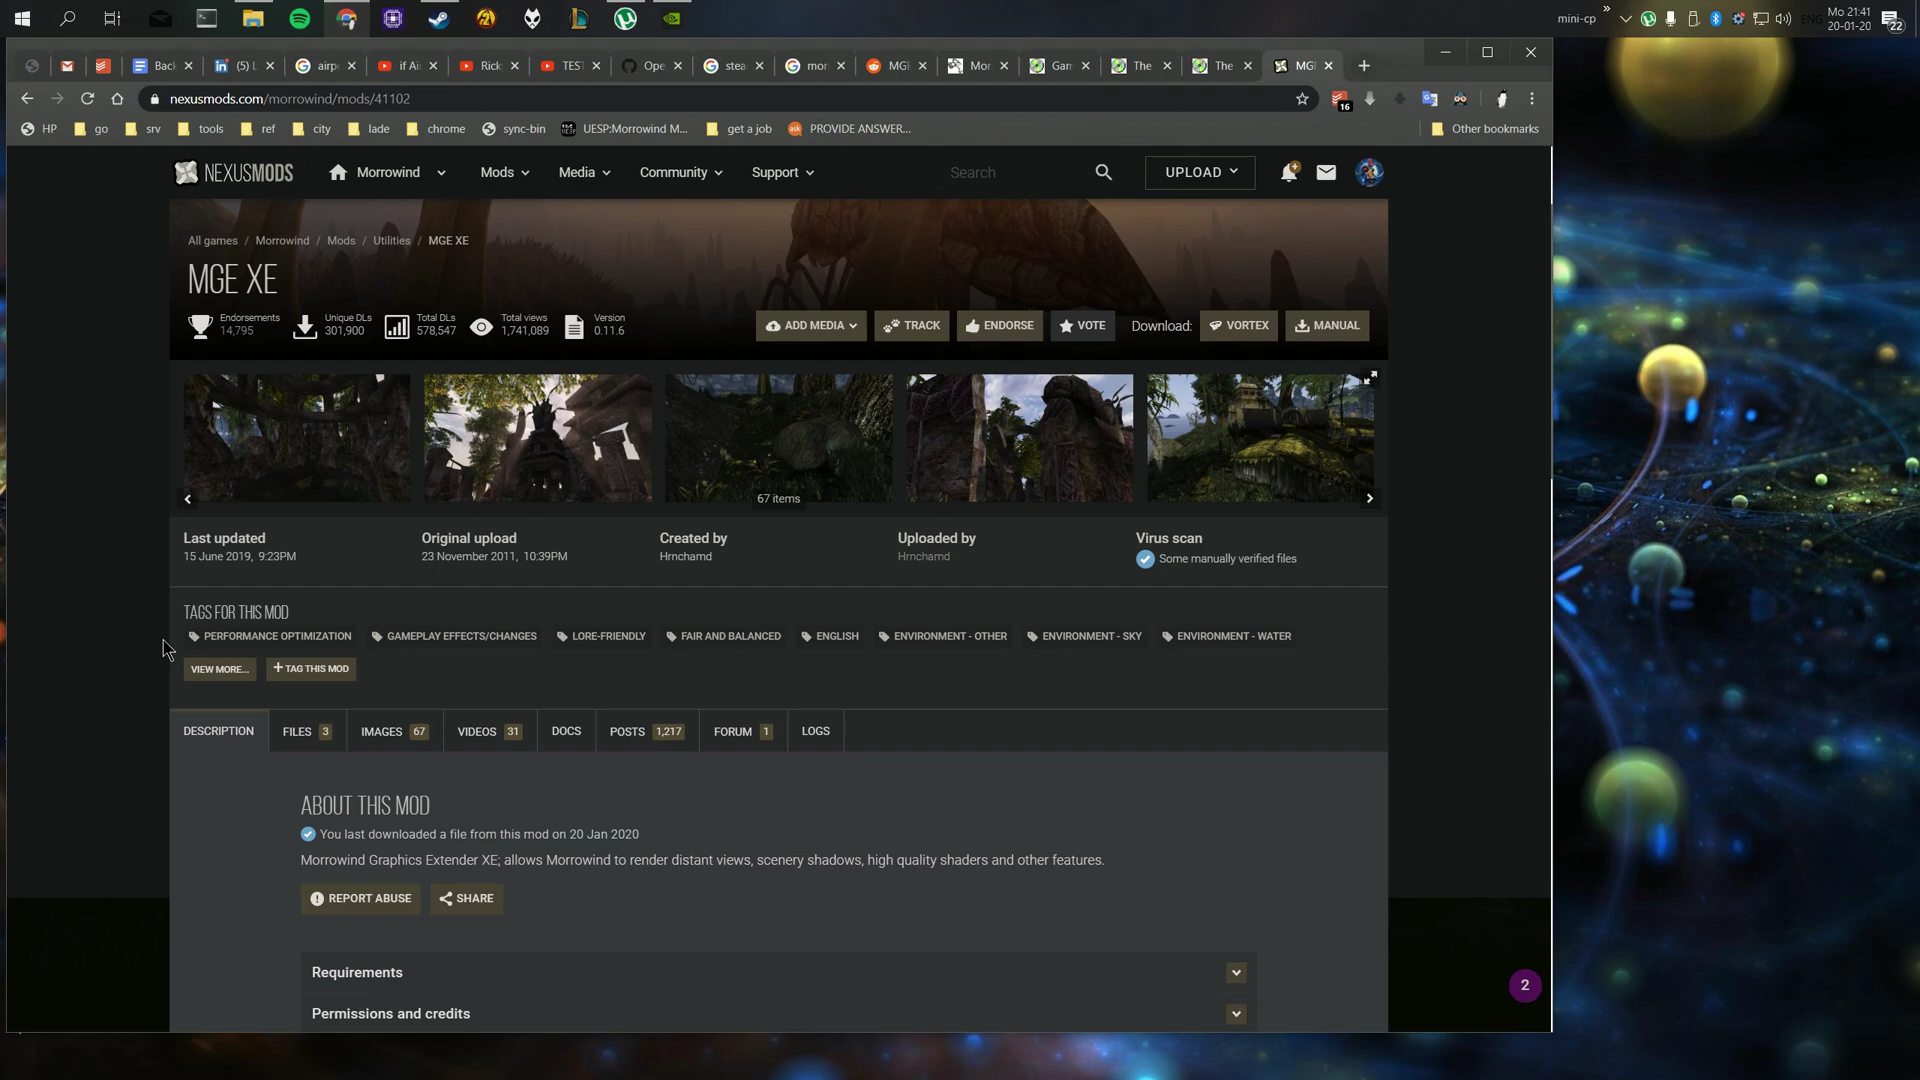 mini-cp
»
ENG
Mo 21:41
20-01-20
22
Back
(5) L
airp
if Ai
Rick
TES
Ope
stea
mor
MGE
Mor
Gam
The
The
MG
nexusmods.com/morrowind/mods/41102
16
HP
go
srv
tools
ref
city
lade
chrome
sync-bin
UESP:Morrowind M...
get a job
ask
PROVIDE ANSWER...
Other bookmarks
NEXUSMODS
Morrowind
Mods
Media
Community
Support
Search
UPLOAD
All games / Morrowind / Mods / Utilities / MGE XE
MGE XE
Endorsements
14,795
Unique DLs
301,900
Total DLs
578,547
Total views
1,741,089
Version
0.11.6
ADD MEDIA
TRACK
ENDORSE
VOTE
Download:
VORTEX
MANUAL
67 items
Last updated
15 June 2019, 9:23PM
Original upload
23 November 2011, 10:39PM
Created by
Hrnchamd
Uploaded by
Hrnchamd
Virus scan
Some manually verified files
TAGS FOR THIS MOD
PERFORMANCE OPTIMIZATION
GAMEPLAY EFFECTS/CHANGES
LORE-FRIENDLY
FAIR AND BALANCED
ENGLISH
ENVIRONMENT - OTHER
ENVIRONMENT - SKY
ENVIRONMENT - WATER
VIEW MORE...
+ TAG THIS MOD
DESCRIPTION
FILES 3
IMAGES 67
VIDEOS 31
DOCS
POSTS 1,217
FORUM 1
LOGS
ABOUT THIS MOD
You last downloaded a file from this mod on 20 Jan 2020
Morrowind Graphics Extender XE; allows Morrowind to render distant views, scenery shadows, high quality shaders and other features.
REPORT ABUSE
SHARE
Requirements
2
Permissions and credits